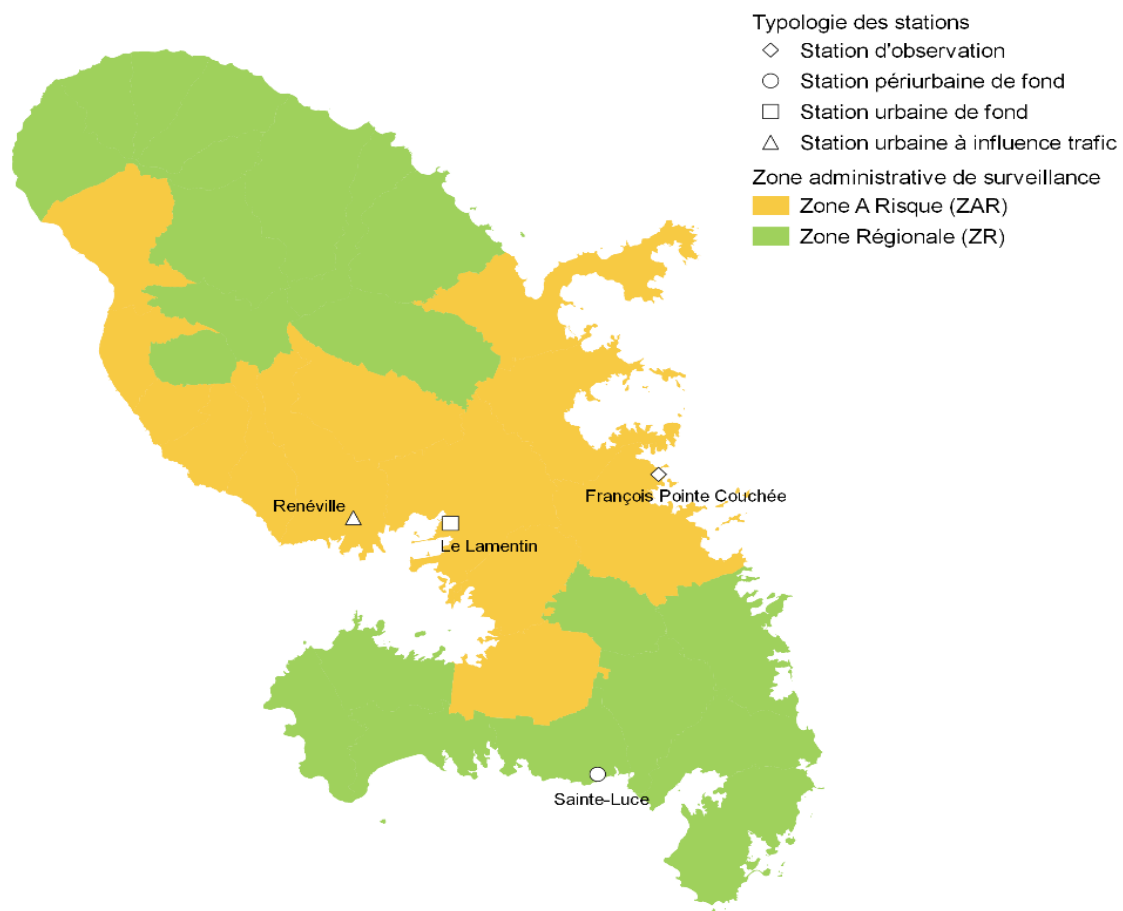 Typologie des stations
Station d'observation
Station périurbaine de fond
Station urbaine de fond
Station urbaine à influence trafic
Zone administrative de surveillance
Zone A Risque (ZAR)
Zone Régionale (ZR)
François Pointe Couchée
Renéville
Le Lamentin
Sainte-Luce